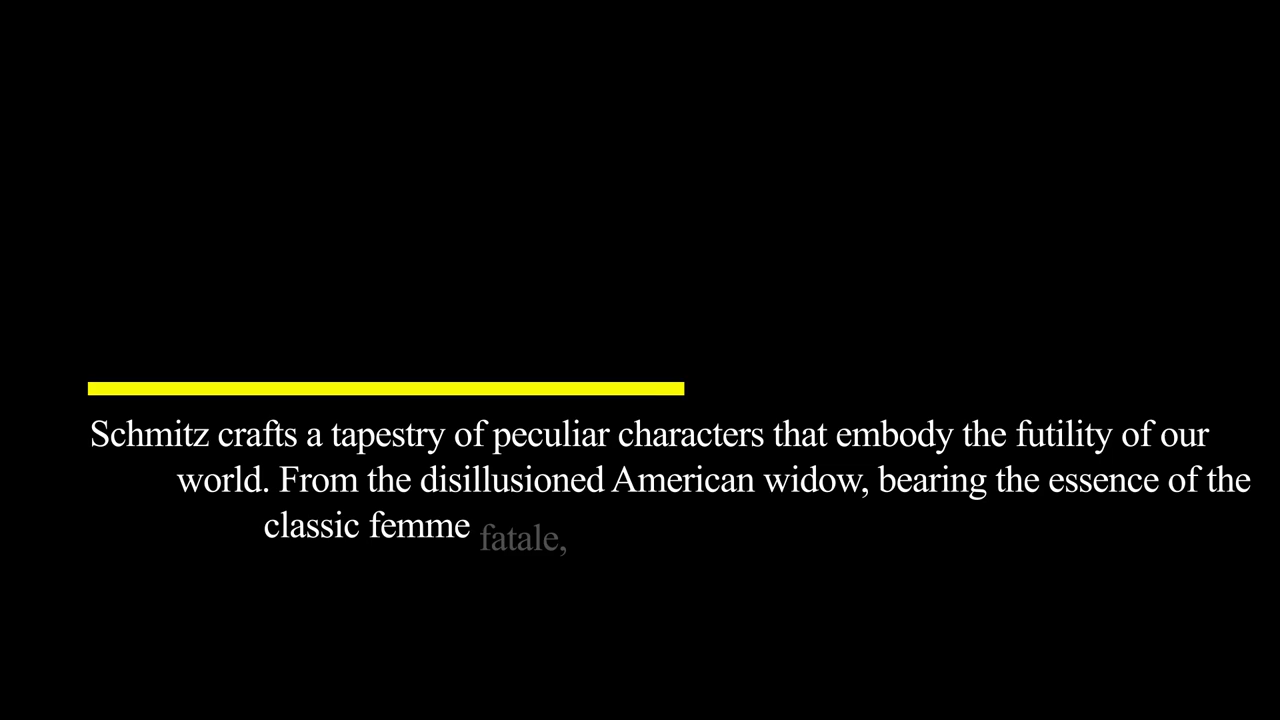 Schmitz crafts a tapestry of peculiar characters that embody the futility of our
world. From the disillusioned American widow, bearing the essence of the
classic femme fatale,